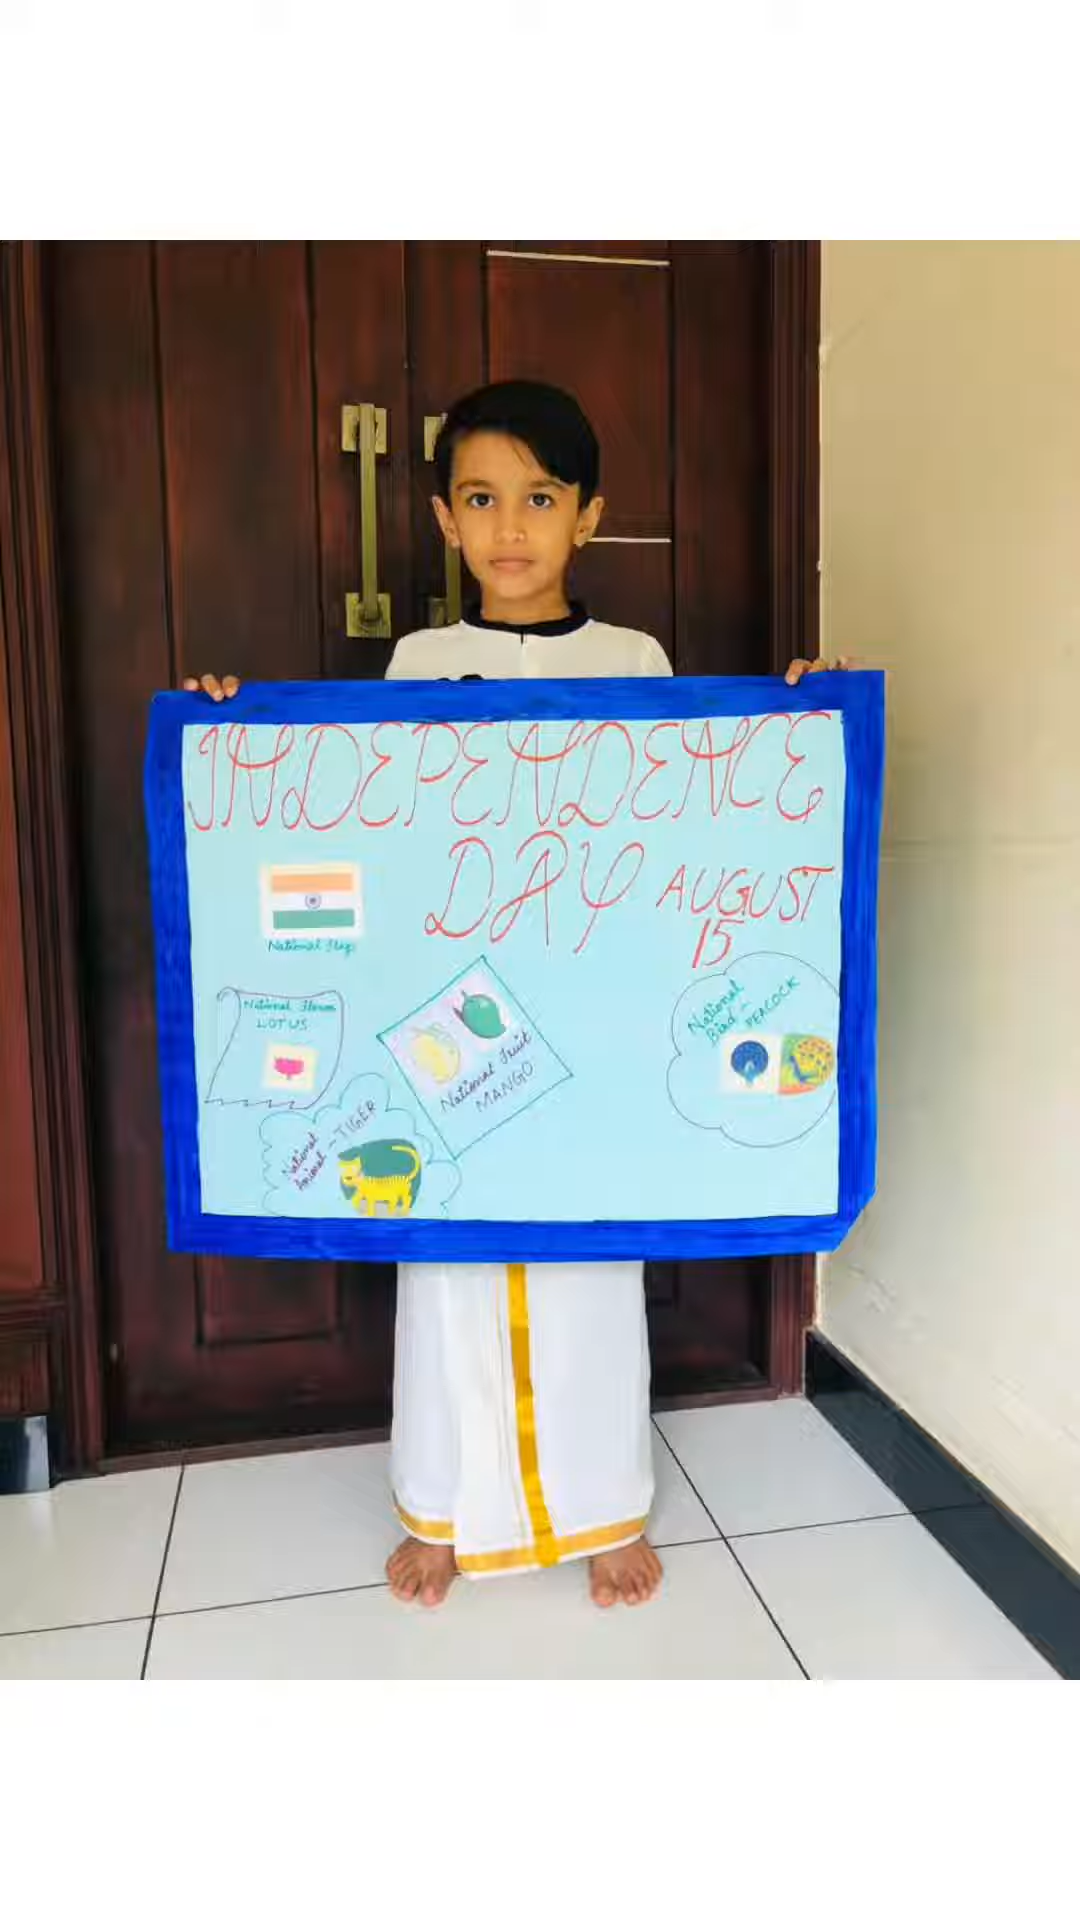 INDEPENDENCE
DAY AUGUST
15
National Flag
National Flower
LOTUS
National Fruit
MANGO
National
Bird - PEACOCK
National
Animal - TIGER